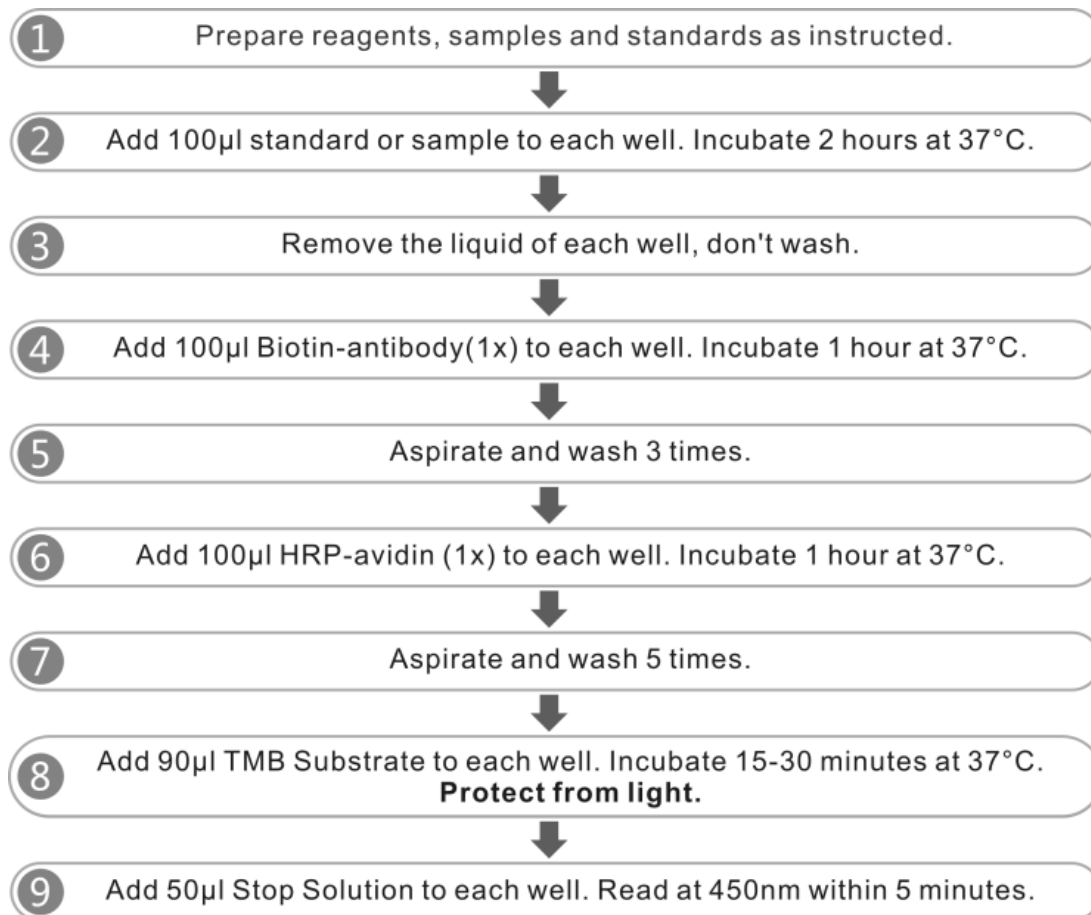 1 Prepare reagents, samples and standards as instructed.
2 Add 100µl standard or sample to each well. Incubate 2 hours at 37°C.
3 Remove the liquid of each well, don't wash.
4 Add 100µl Biotin-antibody(1x) to each well. Incubate 1 hour at 37°C.
5 Aspirate and wash 3 times.
6 Add 100µl HRP-avidin (1x) to each well. Incubate 1 hour at 37°C.
7 Aspirate and wash 5 times.
8 Add 90µl TMB Substrate to each well. Incubate 15-30 minutes at 37°C.
Protect from light.
9 Add 50µl Stop Solution to each well. Read at 450nm within 5 minutes.